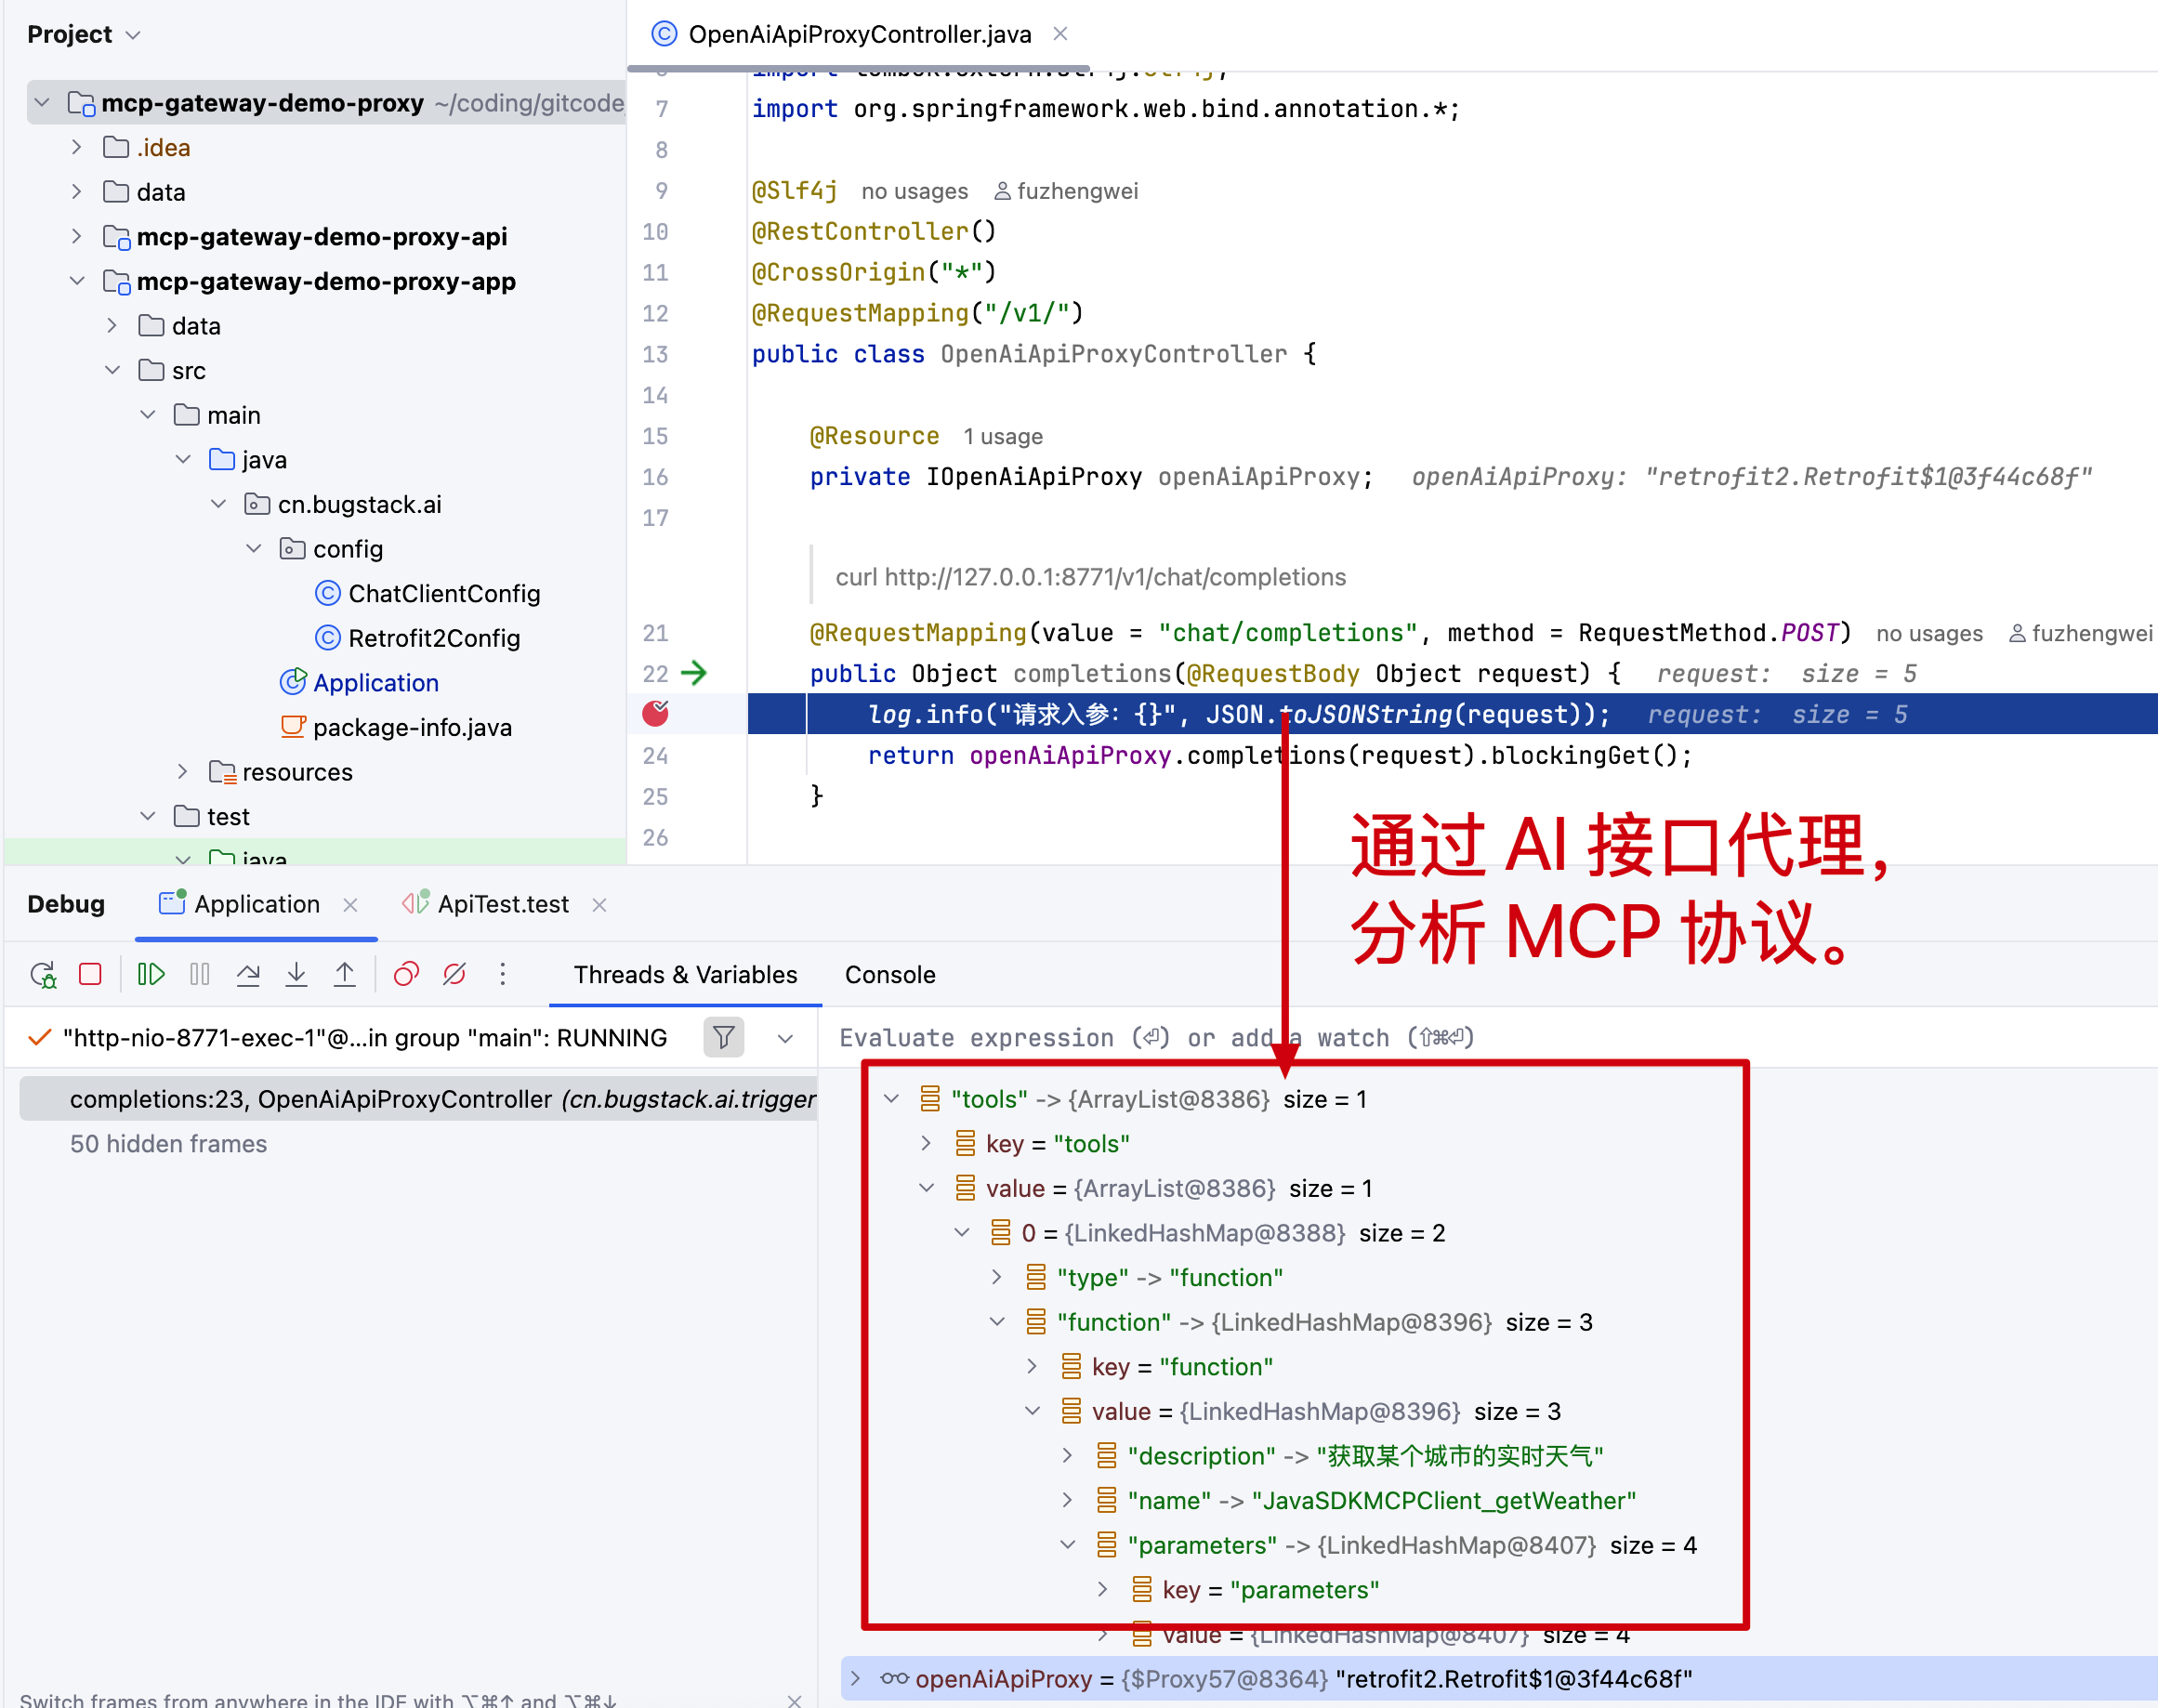 Project
OpenAiApiProxyController.java
mcp-gateway-demo-proxy ~/coding/gitcode
.idea
data
mcp-gateway-demo-proxy-api
mcp-gateway-demo-proxy-app
data
src
main
java
cn.bugstack.ai
config
ChatClientConfig
Retrofit2Config
Application
package-info.java
resources
test
java
7 import org.springframework.web.bind.annotation.*;
8
9 @Slf4j no usages fuzhengwei
10 @RestController()
11 @CrossOrigin("*")
12 @RequestMapping("/v1/")
13 public class OpenAiApiProxyController {
14
15 @Resource 1 usage
16 private IOpenAiApiProxy openAiApiProxy; openAiApiProxy: "retrofit2.Retrofit$1@3f44c68f"
17
curl http://127.0.0.1:8771/v1/chat/completions
21 @RequestMapping(value = "chat/completions", method = RequestMethod.POST) no usages fuzhengwei
22 public Object completions(@RequestBody Object request) { request: size = 5
log.info("请求入参：{}", JSON.toJSONString(request)); request: size = 5
24 return openAiApiProxy.completions(request).blockingGet();
25 }
26
通过 AI 接口代理，
分析 MCP 协议。
Debug Application ApiTest.test
Threads & Variables Console
"http-nio-8771-exec-1"@...in group "main": RUNNING
completions:23, OpenAiApiProxyController (cn.bugstack.ai.trigger
50 hidden frames
Evaluate expression (⏎) or add a watch (⇧⌘⏎)
"tools" -> {ArrayList@8386} size = 1
key = "tools"
value = {ArrayList@8386} size = 1
0 = {LinkedHashMap@8388} size = 2
"type" -> "function"
"function" -> {LinkedHashMap@8396} size = 3
key = "function"
value = {LinkedHashMap@8396} size = 3
"description" -> "获取某个城市的实时天气"
"name" -> "JavaSDKMCPClient_getWeather"
"parameters" -> {LinkedHashMap@8407} size = 4
key = "parameters"
value = {LinkedHashMap@8407} size = 4
openAiApiProxy = {$Proxy57@8364} "retrofit2.Retrofit$1@3f44c68f"
Switch frames from anywhere in the IDE with ⌥⌘↑ and ⌥⌘↓